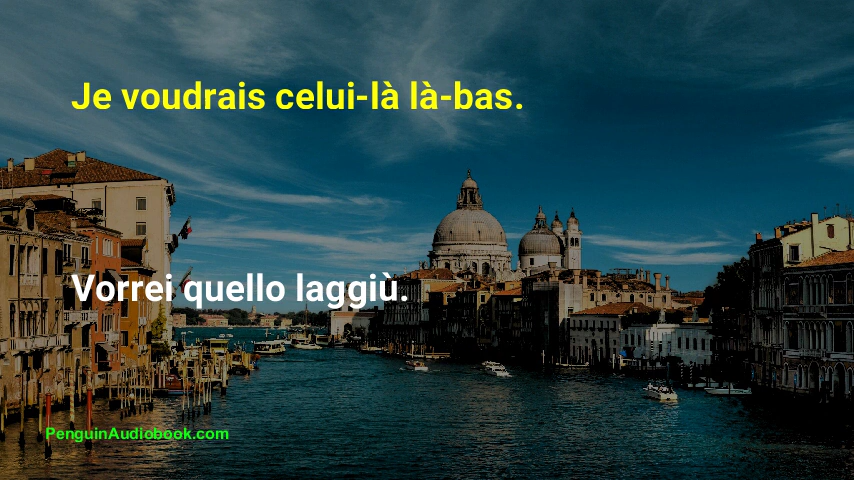 Je voudrais celui-là là-bas.
Vorrei quello laggiù.
PenguinAudiobook.com